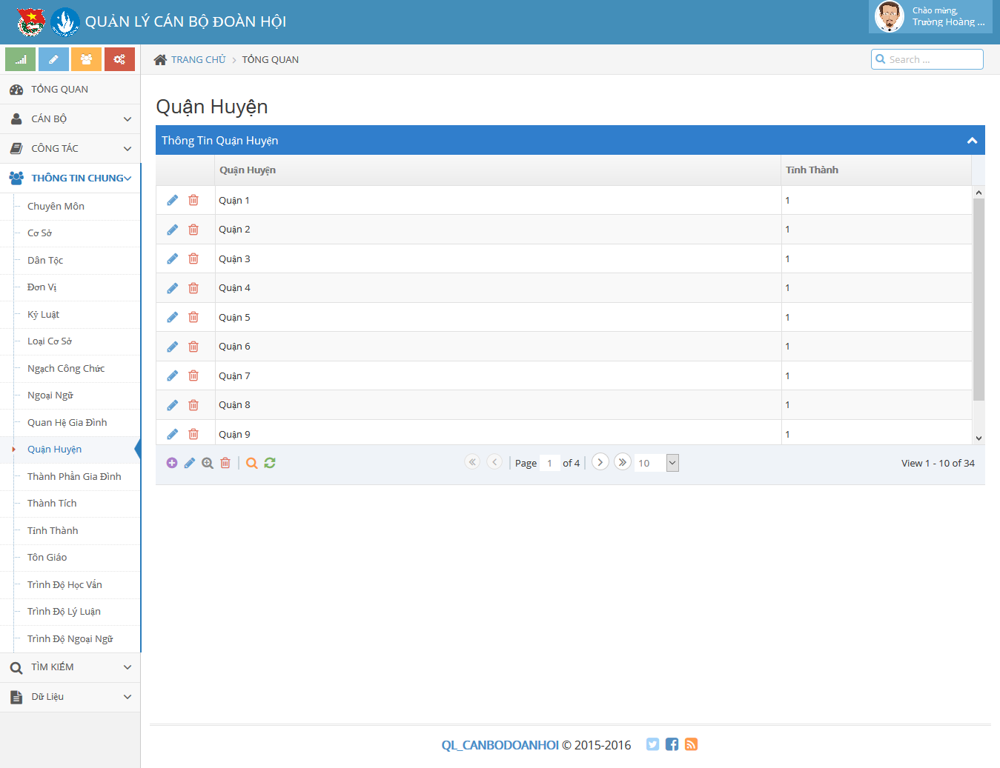 QUẢN LÝ CÁN BỘ ĐOÀN HỘI
Chào mừng,
Trường Hoàng ...
TRANG CHỦ
TỔNG QUAN
Search ...
TỔNG QUAN
CÁN BỘ
CÔNG TÁC
THÔNG TIN CHUNG
Chuyên Môn
Cơ Sở
Dân Tộc
Đơn Vị
Kỷ Luật
Loại Cơ Sở
Ngạch Công Chức
Ngoại Ngữ
Quan Hệ Gia Đình
Quận Huyện
Thành Phần Gia Đình
Thành Tích
Tỉnh Thành
Tôn Giáo
Trình Độ Học Vấn
Trình Độ Lý Luận
Trình Độ Ngoại Ngữ
TÌM KIẾM
Dữ Liệu
Quận Huyện
Thông Tin Quận Huyện
Quận Huyện Tỉnh Thành
Quận 1 1
Quận 2 1
Quận 3 1
Quận 4 1
Quận 5 1
Quận 6 1
Quận 7 1
Quận 8 1
Quận 9 1
Page 1 of 4 10 View 1 - 10 of 34
QL_CANBODOANHOI © 2015-2016